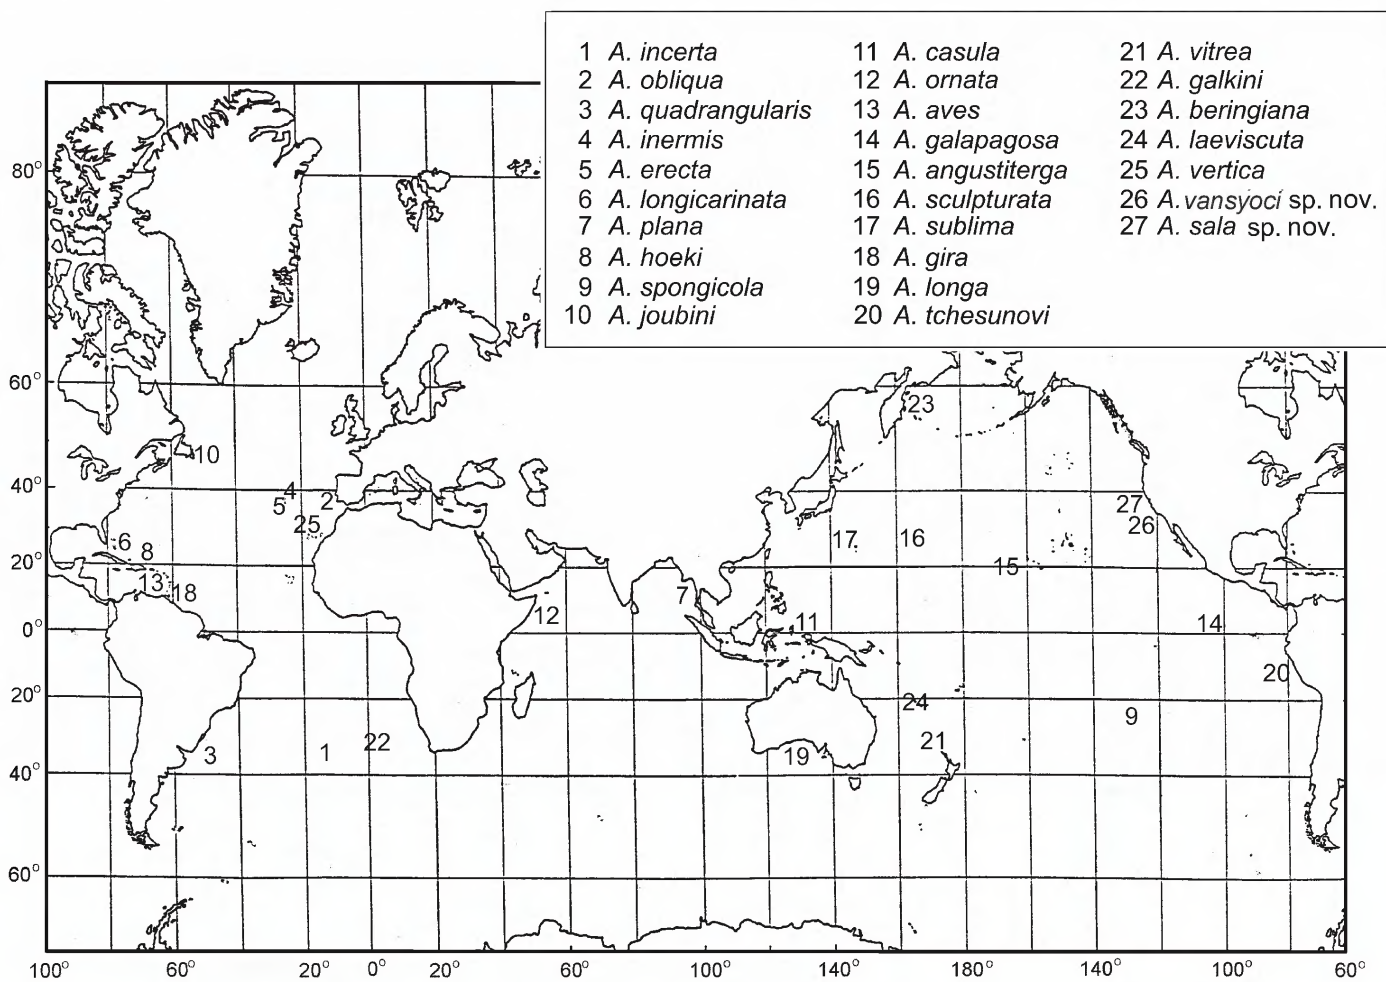 1 A. incerta
2 A. obliqua
3 A. quadrangularis
4 A. inermis
5 A. erecta
6 A. longicarinata
7 A. plana
8 A. hoeki
9 A. spongicola
10 A. joubini
11 A. casula
12 A. ornata
13 A. aves
14 A. galapagosa
15 A. angustiterga
16 A. sculpturata
17 A. sublima
18 A. gira
19 A. longa
20 A. tchesunovi
21 A. vitrea
22 A. galkini
23 A. beringiana
24 A. laeviscuta
25 A. vertica
26 A. vansyoci sp. nov.
27 A. sala sp. nov.
80°
60°
23
10
40°
4
2
5
25
27
26
6
8
17
16
20°
13
18
7
15
12
11
14
0°
20
20°
24
9
3
1
22
19
21
40°
60°
100° 60° 20° 0° 20° 60° 100° 140° 180° 140° 100° 60°